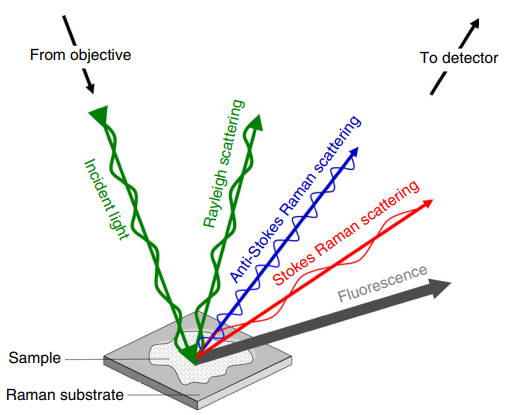 From objective
To detector
Incident light
Rayleigh scattering
Anti-Stokes Raman scattering
Stokes Raman scattering
Fluorescence
Sample
Raman substrate